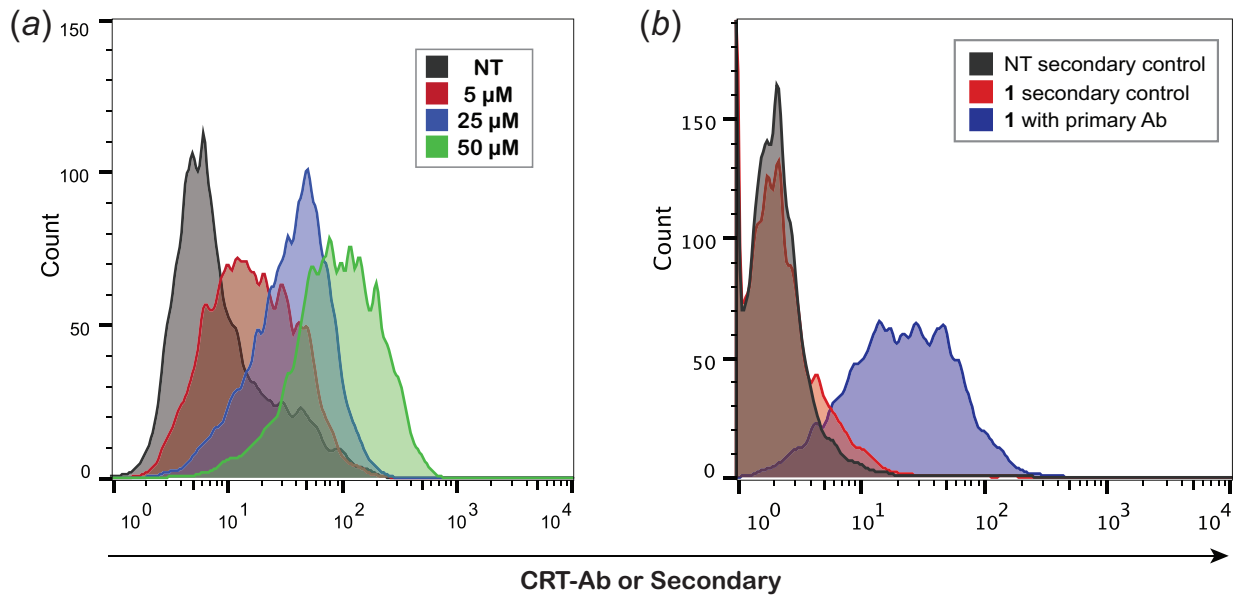 (a)
150
100
50
0
Count
NT
5 µM
25 µM
50 µM
10^0 10^1 10^2 10^3 10^4
(b)
150
100
50
0
Count
NT secondary control
1 secondary control
1 with primary Ab
10^0 10^1 10^2 10^3 10^4
CRT-Ab or Secondary